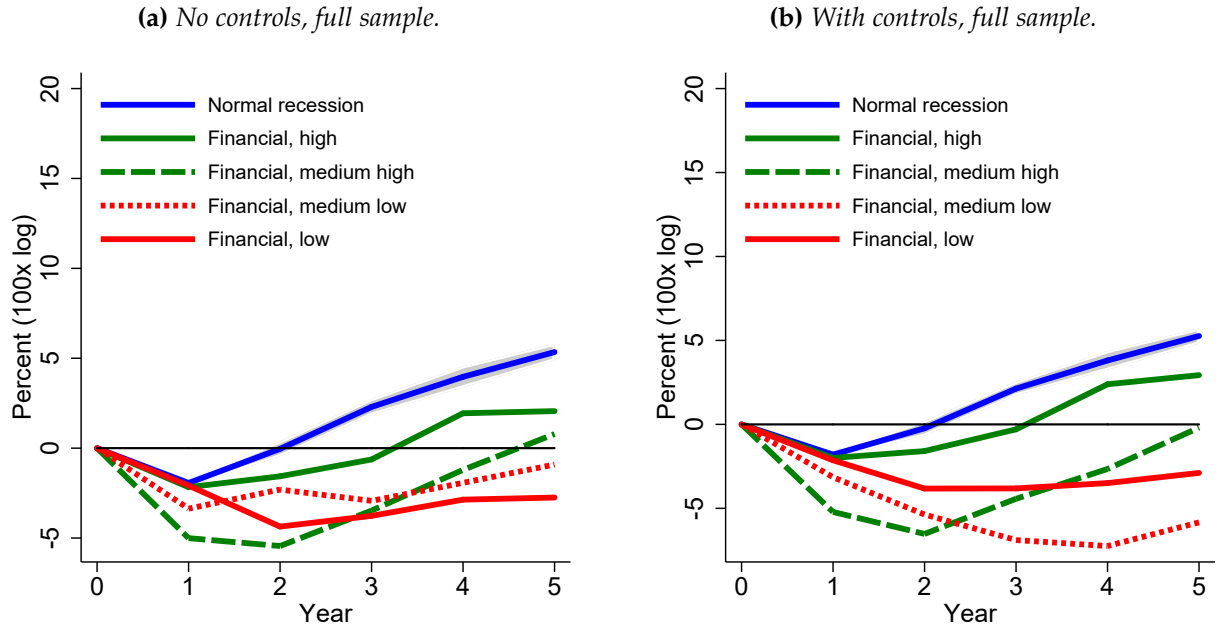 (a) No controls, full sample.
20
15
10
5
0
-5
Percent (100x log)
Normal recession
Financial, high
Financial, medium high
Financial, medium low
Financial, low
0 1 2 3 4 5
Year
(b) With controls, full sample.
20
15
10
5
0
-5
Percent (100x log)
Normal recession
Financial, high
Financial, medium high
Financial, medium low
Financial, low
0 1 2 3 4 5
Year